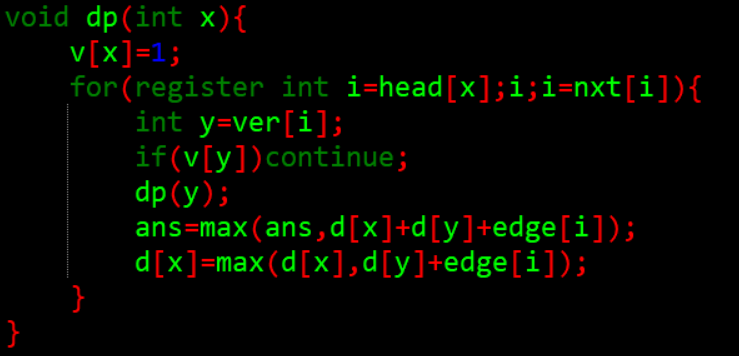 void dp(int x){
    v[x]=1;
    for(register int i=head[x];i;i=nxt[i]){
        int y=ver[i];
        if(v[y])continue;
        dp(y);
        ans=max(ans,d[x]+d[y]+edge[i]);
        d[x]=max(d[x],d[y]+edge[i]);
    }
}